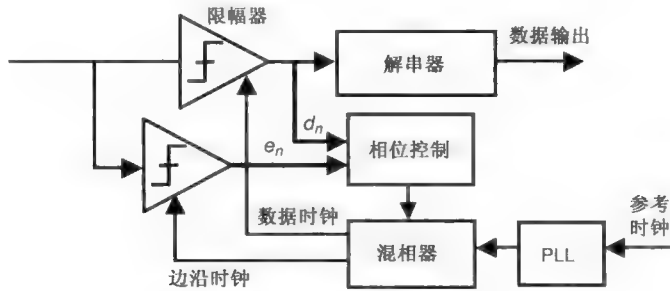 限幅器
数据输出
解串器
dn
en
相位控制
数据时钟
参考
时钟
混相器
PLL
边沿时钟